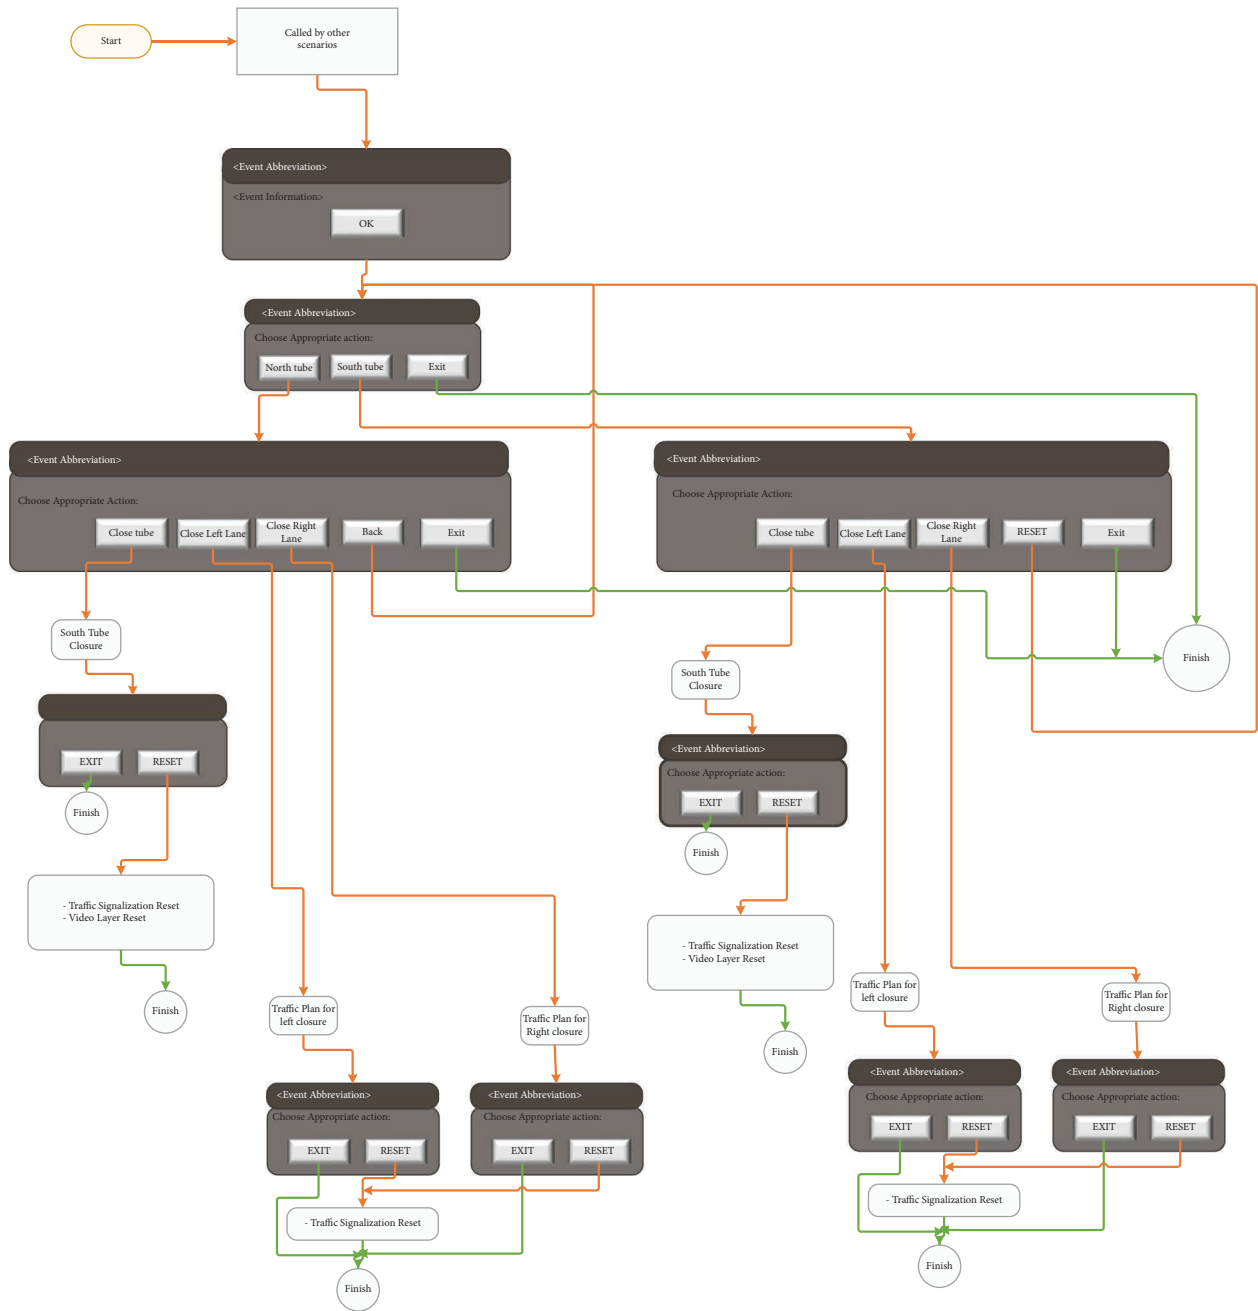 Start
Called by other
scenarios
<Event Abbreviation>
<Event Information>
OK
<Event Abbreviation>
Choose Appropriate action:
North tube
South tube
Exit
<Event Abbreviation>
Choose Appropriate Action:
Close tube
Close Left Lane
Close Right
Lane
Back
Exit
<Event Abbreviation>
Choose Appropriate Action:
Close tube
Close Left Lane
Close Right
Lane
RESET
Exit
South Tube
Closure
Finish
South Tube
Closure
EXIT
RESET
Finish
<Event Abbreviation>
Choose Appropriate action:
EXIT
RESET
Finish
- Traffic Signalization Reset
- Video Layer Reset
Finish
- Traffic Signalization Reset
- Video Layer Reset
Finish
Traffic Plan for
left closure
Traffic Plan for
Right closure
Traffic Plan for
left closure
Traffic Plan for
Right closure
<Event Abbreviation>
Choose Appropriate action:
EXIT
RESET
<Event Abbreviation>
Choose Appropriate action:
EXIT
RESET
- Traffic Signalization Reset
Finish
<Event Abbreviation>
Choose Appropriate action:
EXIT
RESET
<Event Abbreviation>
Choose Appropriate action:
EXIT
RESET
- Traffic Signalization Reset
Finish